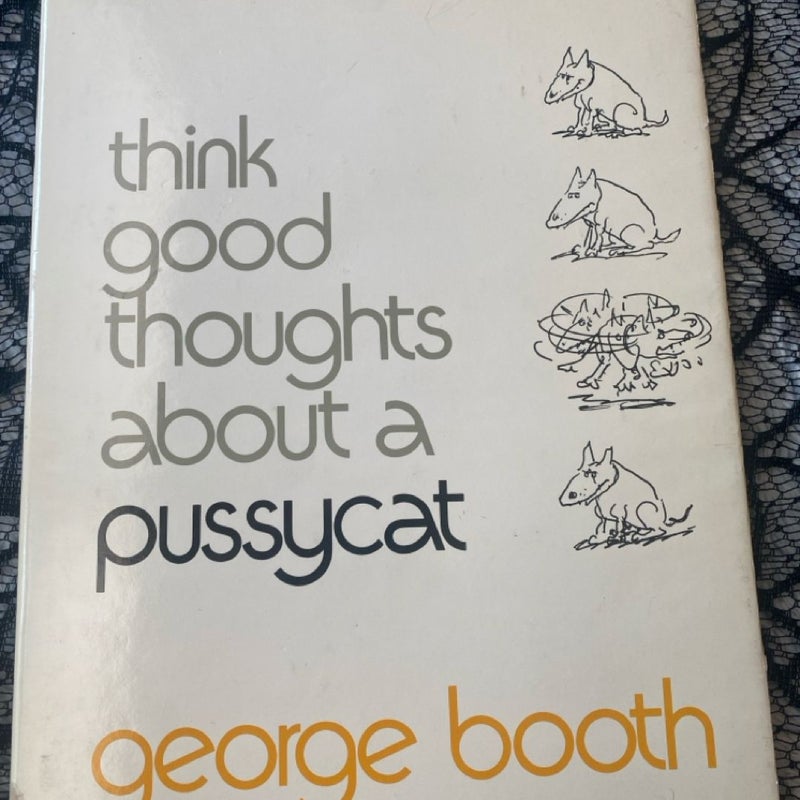 think
good
thoughts
about a
pussycat
george booth